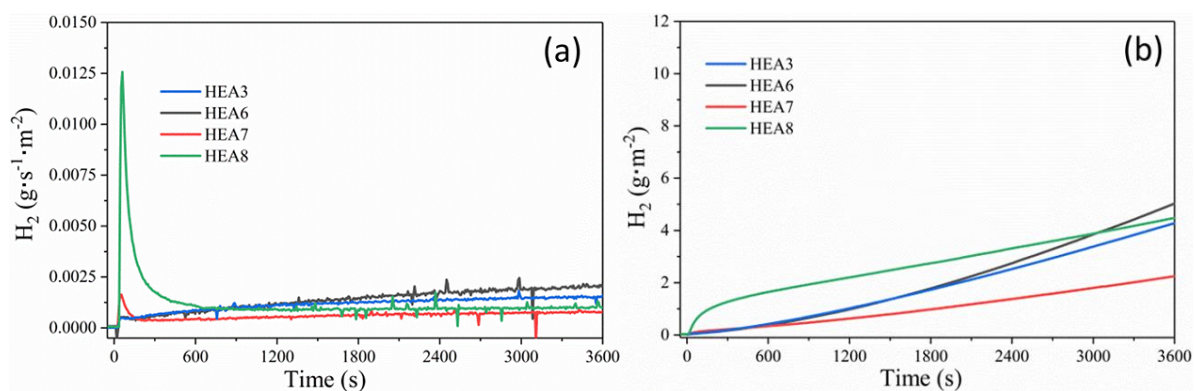 (a)
H₂ (g·s⁻¹·m⁻²)
0.0150
0.0125
0.0100
0.0075
0.0050
0.0025
0.0000
HEA3
HEA6
HEA7
HEA8
0 600 1200 1800 2400 3000 3600
Time (s)
(b)
H₂ (g·m⁻²)
12
10
8
6
4
2
0
HEA3
HEA6
HEA7
HEA8
0 600 1200 1800 2400 3000 3600
Time (s)